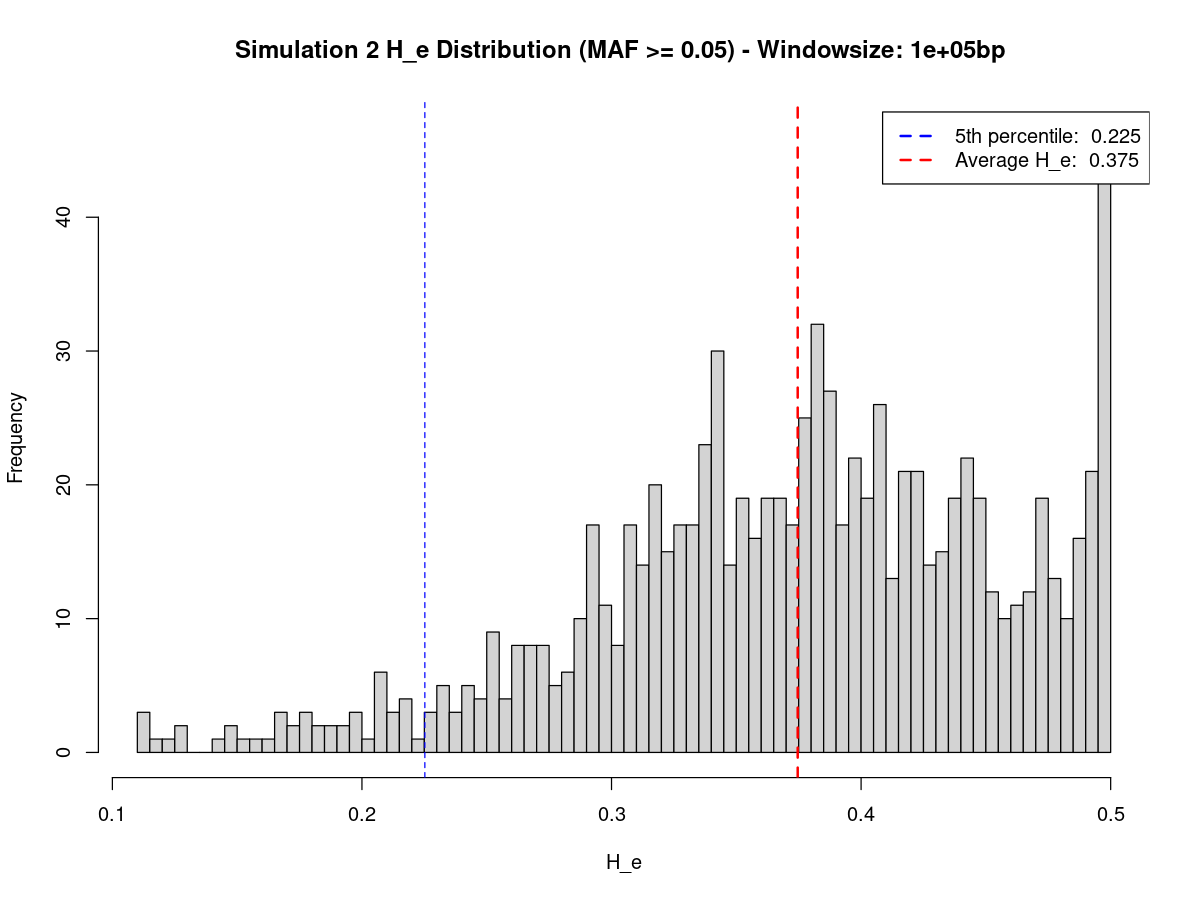 Simulation 2 H_e Distribution (MAF >= 0.05) - Windowsize: 1e+05bp
5th percentile: 0.225
Average H_e: 0.375
Frequency
40
30
20
10
0
0.1 0.2 0.3 0.4 0.5
H_e